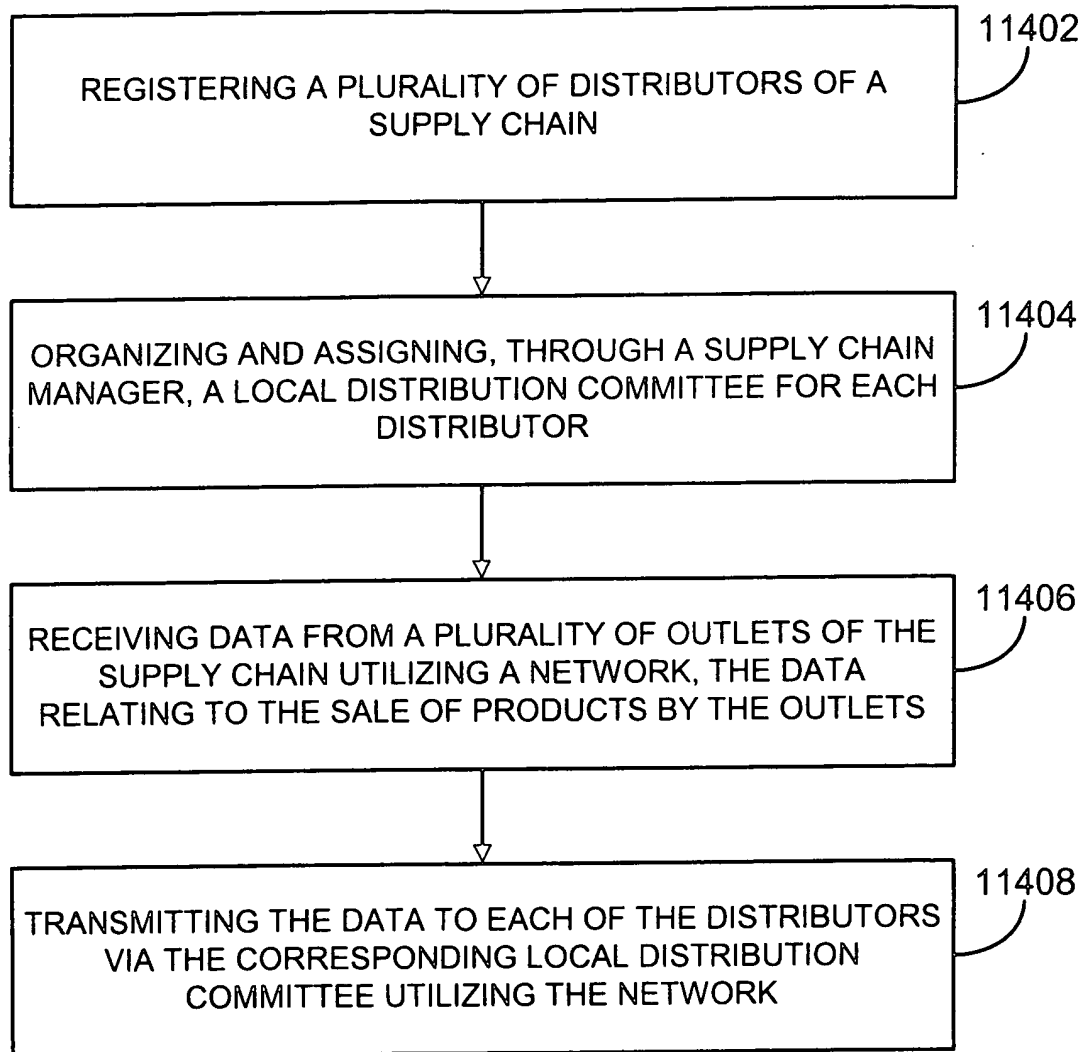 11402
REGISTERING A PLURALITY OF DISTRIBUTORS OF A
SUPPLY CHAIN
11404
ORGANIZING AND ASSIGNING, THROUGH A SUPPLY CHAIN
MANAGER, A LOCAL DISTRIBUTION COMMITTEE FOR EACH
DISTRIBUTOR
11406
RECEIVING DATA FROM A PLURALITY OF OUTLETS OF THE
SUPPLY CHAIN UTILIZING A NETWORK, THE DATA
RELATING TO THE SALE OF PRODUCTS BY THE OUTLETS
11408
TRANSMITTING THE DATA TO EACH OF THE DISTRIBUTORS
VIA THE CORRESPONDING LOCAL DISTRIBUTION
COMMITTEE UTILIZING THE NETWORK